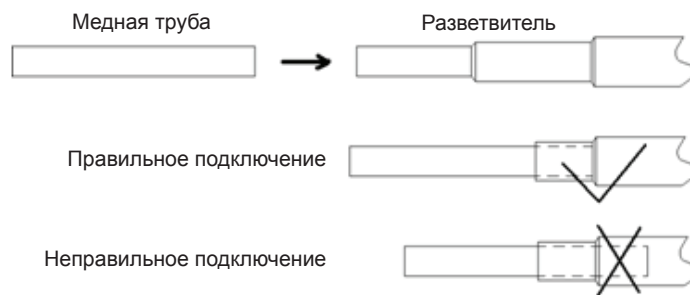 Медная труба
Разветвитель
Правильное подключение
Неправильное подключение